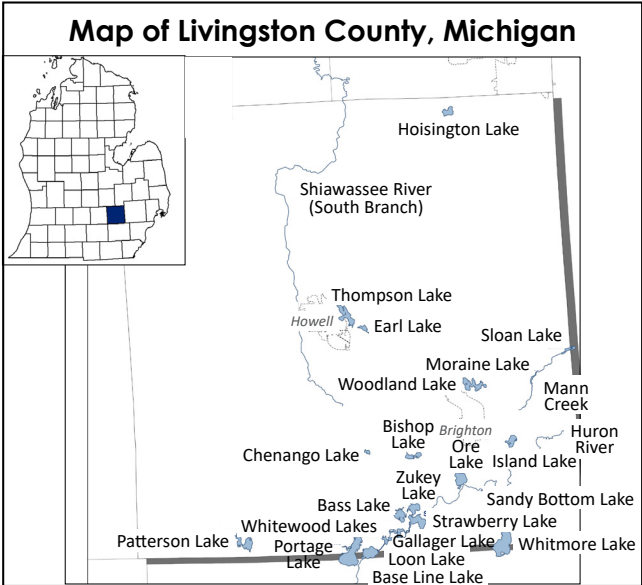 Map of Livingston County, Michigan
Hoisington Lake
Shiawassee River
(South Branch)
Thompson Lake
Howell
Earl Lake
Sloan Lake
Moraine Lake
Woodland Lake
Mann
Creek
Bishop
Lake
Brighton
Huron
River
Ore
Lake
Chenango Lake
Island Lake
Zukey
Lake
Sandy Bottom Lake
Bass Lake
Strawberry Lake
Whitewood Lakes
Patterson Lake
Portage
Lake
Gallager Lake
Whitmore Lake
Loon Lake
Base Line Lake